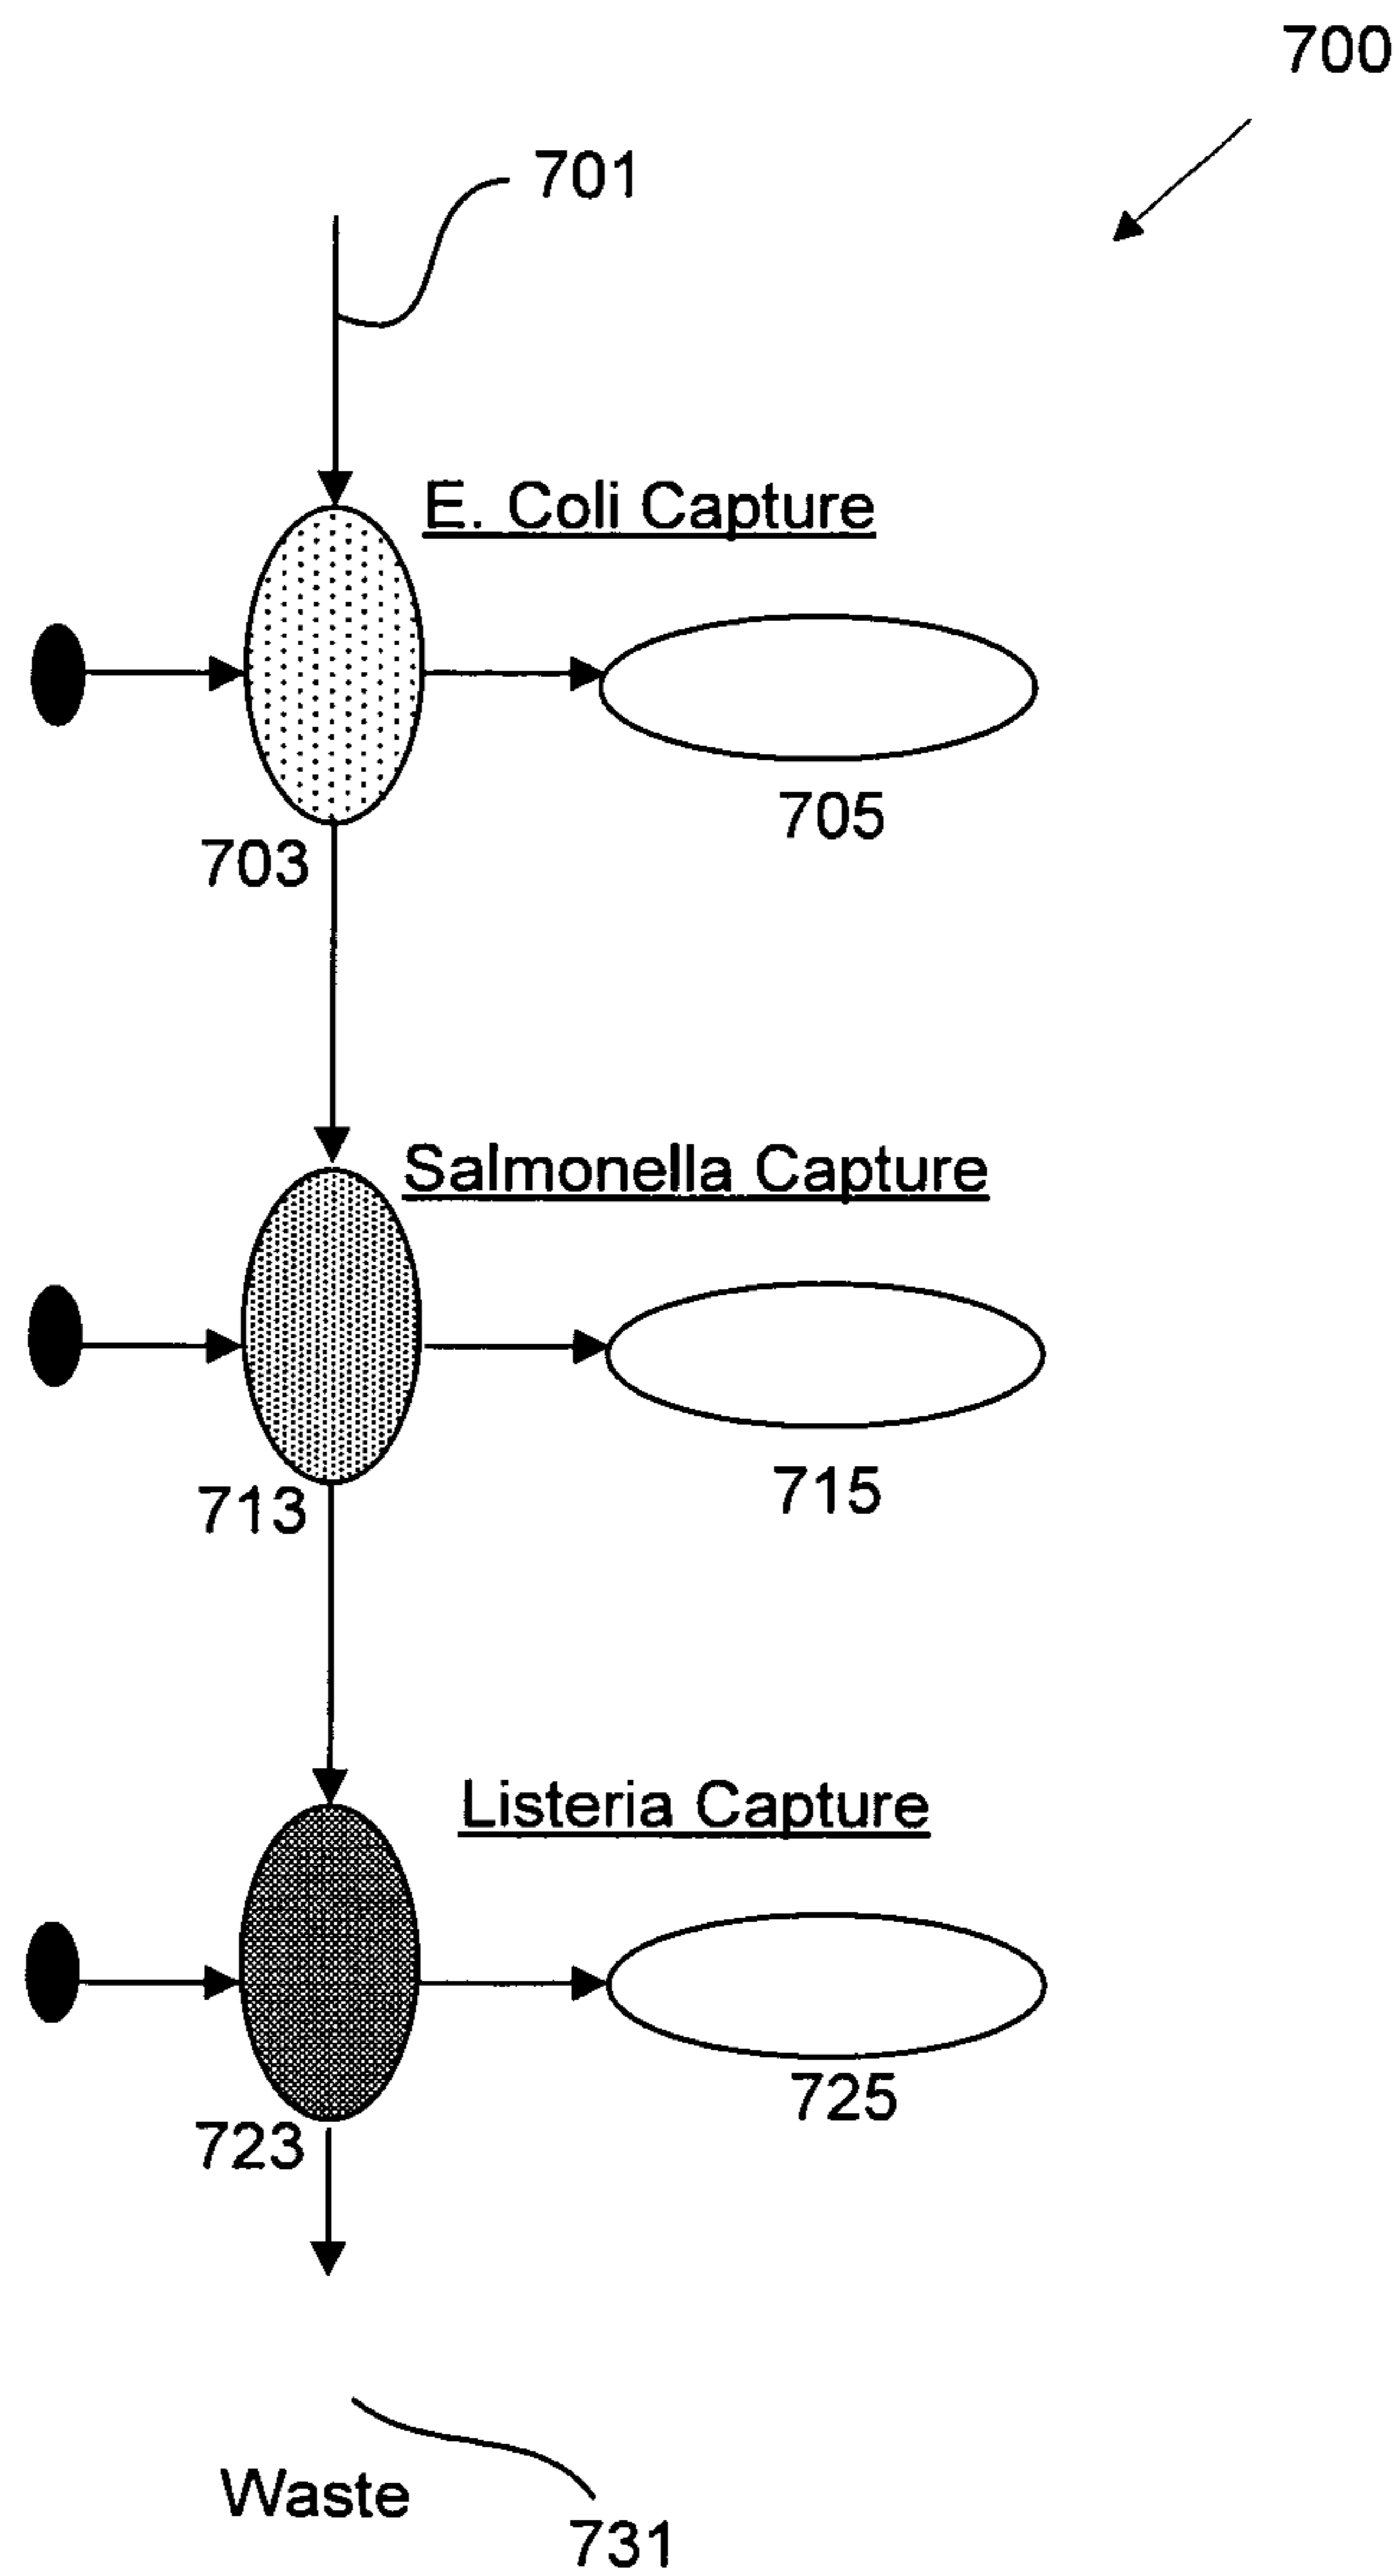 700
701
E. Coli Capture
705
703
Salmonella Capture
715
713
Listeria Capture
725
723
Waste
731